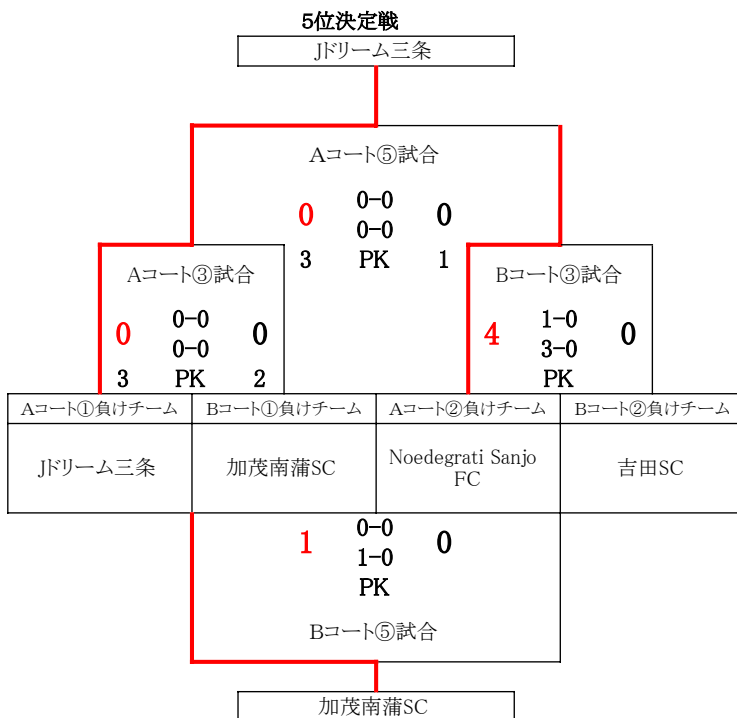 5位決定戦
Jドリーム三条
Aコート⑤試合
0 0-0 0
0-0
3 PK 1
Aコート③試合
0 0-0 0
0-0
3 PK 2
Bコート③試合
4 1-0 0
3-0
PK
Aコート①負けチーム Bコート①負けチーム Aコート②負けチーム Bコート②負けチーム
Jドリーム三条
加茂南蒲SC
Noedegrati Sanjo
FC
吉田SC
1 0-0 0
1-0
PK
Bコート⑤試合
加茂南蒲SC